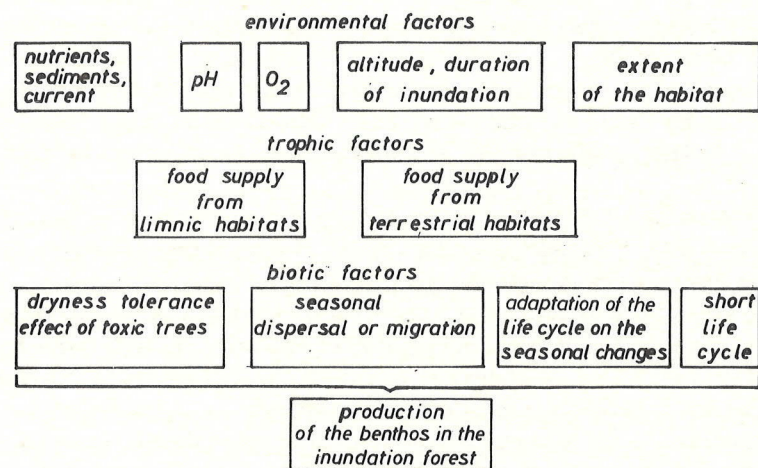 environmental factors
nutrients,
sediments,
current
pH
O2
altitude, duration
of inundation
extent
of the habitat
trophic factors
food supply
from
limnic habitats
food supply
from
terrestrial habitats
biotic factors
dryness tolerance
effect of toxic trees
seasonal
dispersal or migration
adaptation of the
life cycle on the
seasonal changes
short
life
cycle
production
of the benthos in the
inundation forest